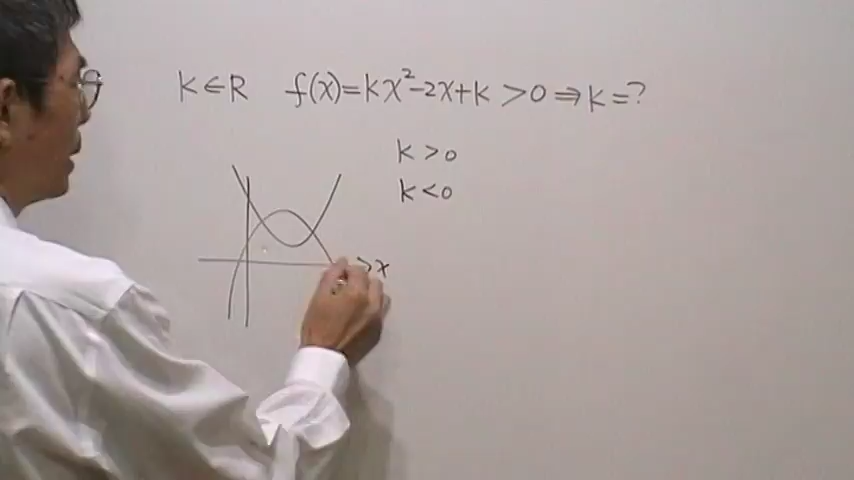 k∈R f(x)=kx²-2x+k >0 ⇒ k=?
k >0
k <0
>x